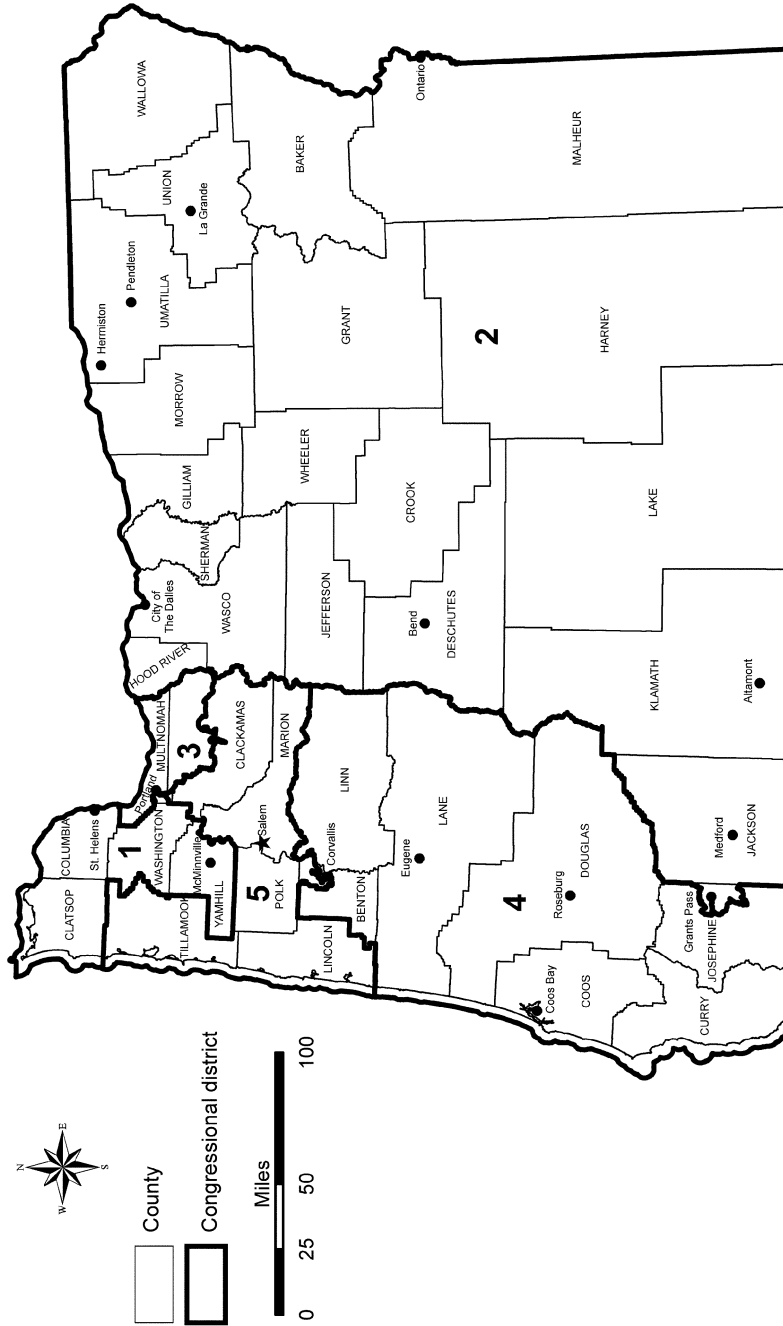 N
E
S
W
County
Congressional district
Miles
0 25 50 100
CLATSOP
COLUMBIA
St. Helens
TILLAMOOK
WASHINGTON
1
Portland
MULTNOMAH
3
HOOD RIVER
City of
The Dalles
WASCO
SHERMAN
GILLIAM
MORROW
Hermiston
Pendleton
UMATILLA
UNION
La Grande
WALLOWA
YAMHILL
McMinnville
CLACKAMAS
5
POLK
Salem
MARION
LINCOLN
BENTON
Corvallis
LINN
JEFFERSON
WHEELER
GRANT
BAKER
Ontario
MALHEUR
Bend
DESCHUTES
CROOK
2
HARNEY
LANE
Eugene
4
DOUGLAS
Roseburg
Coos Bay
COOS
CURRY
Grants Pass
JOSEPHINE
Medford
JACKSON
KLAMATH
Altamont
LAKE